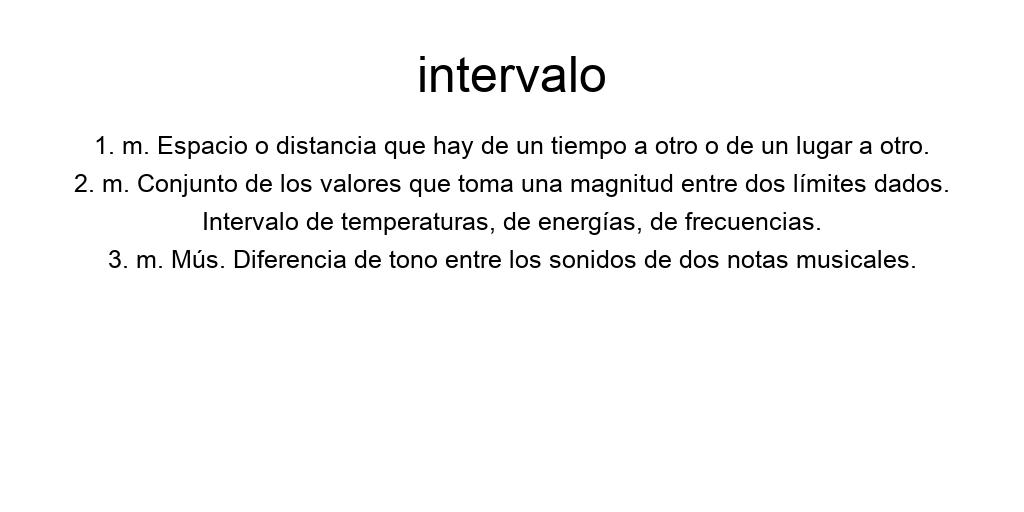 intervalo
1. m. Espacio o distancia que hay de un tiempo a otro o de un lugar a otro.
2. m. Conjunto de los valores que toma una magnitud entre dos límites dados.
Intervalo de temperaturas, de energías, de frecuencias.
3. m. Mús. Diferencia de tono entre los sonidos de dos notas musicales.